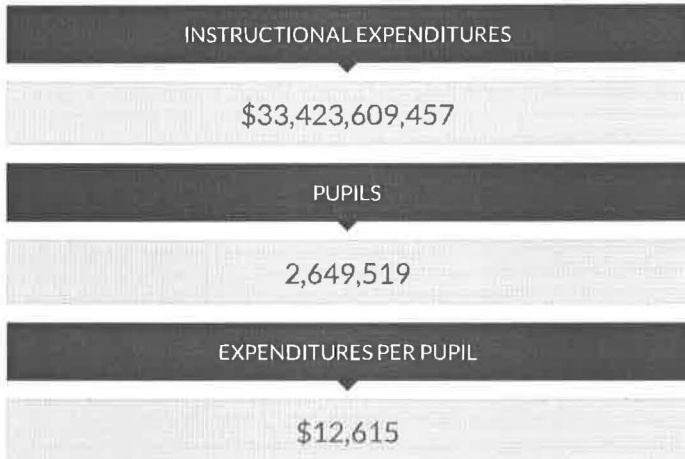 INSTRUCTIONAL EXPENDITURES
$33,423,609,457
PUPILS
2,649,519
EXPENDITURES PER PUPIL
$12,615